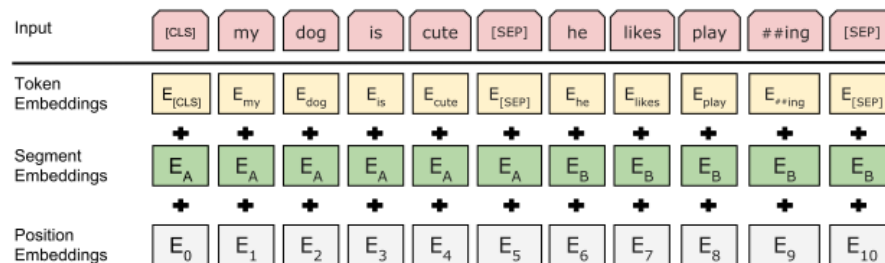 Input [CLS] my dog is cute [SEP] he likes play ##ing [SEP]
Token Embeddings E[CLS] Emy Edog Eis Ecute E[SEP] Ehe Elikes Eplay E##ing E[SEP]
+ + + + + + + + + + +
Segment Embeddings EA EA EA EA EA EA EB EB EB EB EB
+ + + + + + + + + + +
Position Embeddings E0 E1 E2 E3 E4 E5 E6 E7 E8 E9 E10